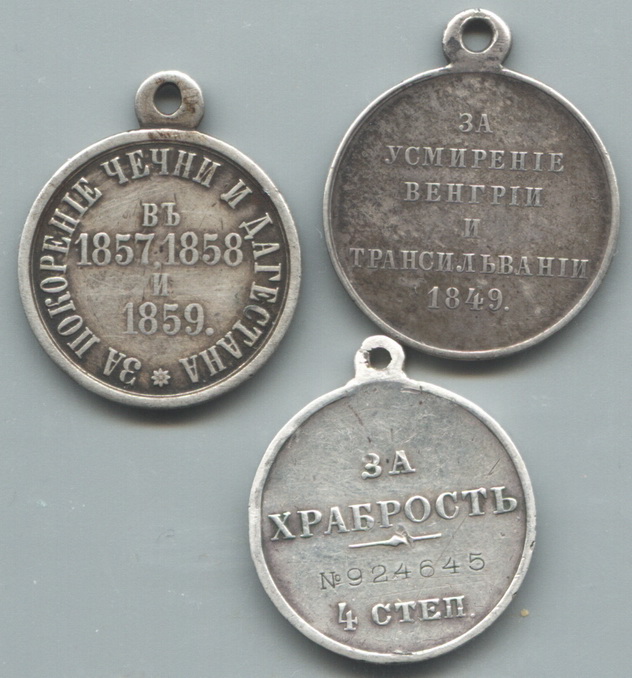 ЗА ПОКОРЕНІЕ ЧЕЧНИ И ДАГЕСТАНА
ВЪ
1857,1858
И
1859.
ЗА
УСМИРЕНІЕ
ВЕНГРІИ
И
ТРАНСИЛЬВАНІИ
1849.
ЗА
ХРАБРОСТЬ
№924645
4 СТЕП.